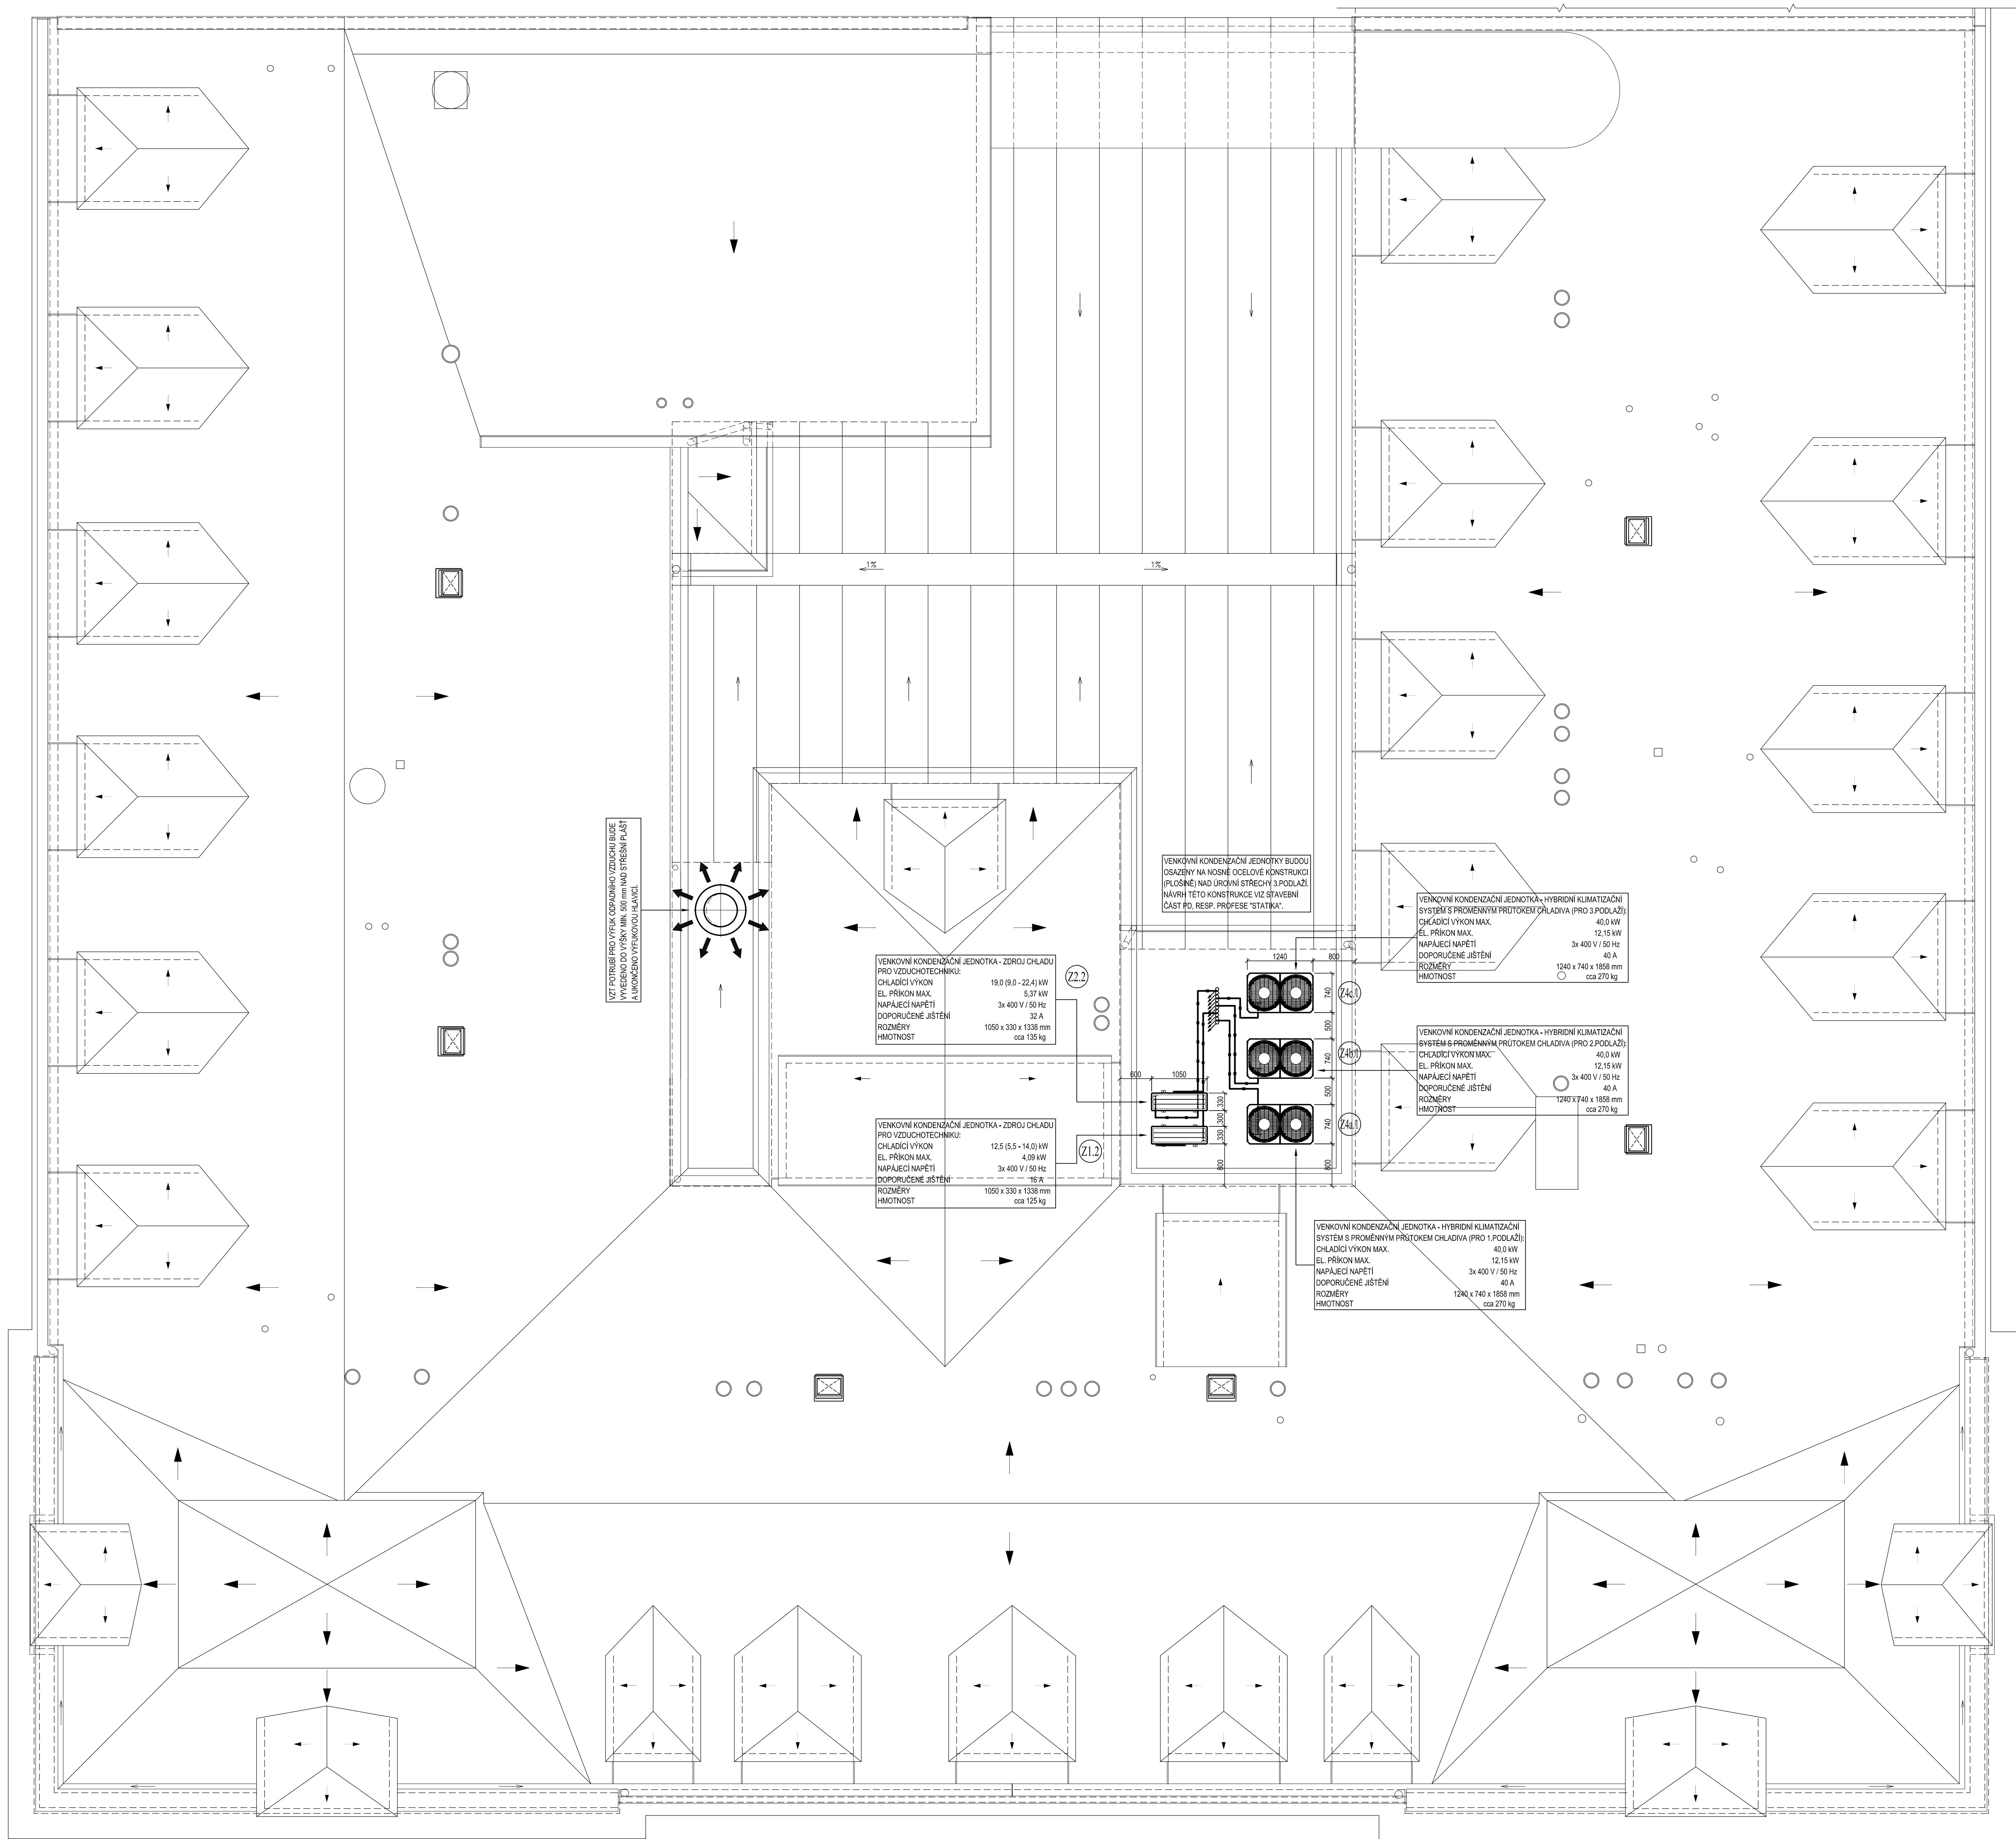 1%
1%
VZT POTRUBÍ PRO VÝFUK ODPADNÍHO VZDUCHU BUDE
VYVEDENO DO VÝŠKY MIN. 500 mm NAD STŘEŠNÍ PLÁŠŤ
A UKONČENO VÝFUKOVOU HLAVICÍ.
VENKOVNÍ KONDENZAČNÍ JEDNOTKY BUDOU
OSAZENY NA NOSNÉ OCELOVÉ KONSTRUKCI
(PLOŠINĚ) NAD ÚROVNÍ STŘECHY 3.PODLAŽÍ.
NÁVRH TÉTO KONSTRUKCE VIZ STAVEBNÍ
ČÁST PD, RESP. PROFESE "STATIKA".
VENKOVNÍ KONDENZAČNÍ JEDNOTKA - HYBRIDNÍ KLIMATIZAČNÍ
SYSTÉM S PROMĚNNÝM PRŮTOKEM CHLADIVA (PRO 3.PODLAŽÍ):
CHLADÍCÍ VÝKON MAX. 40,0 kW
EL. PŘÍKON MAX. 12,15 kW
NAPÁJECÍ NAPĚTÍ 3x 400 V / 50 Hz
DOPORUČENÉ JIŠTĚNÍ 40 A
ROZMĚRY 1240 x 740 x 1858 mm
HMOTNOST cca 270 kg
VENKOVNÍ KONDENZAČNÍ JEDNOTKA - ZDROJ CHLADU
PRO VZDUCHOTECHNIKU:
CHLADÍCÍ VÝKON 19,0 (9,0 - 22,4) kW
EL. PŘÍKON MAX. 5,37 kW
NAPÁJECÍ NAPĚTÍ 3x 400 V / 50 Hz
DOPORUČENÉ JIŠTĚNÍ 32 A
ROZMĚRY 1050 x 330 x 1338 mm
HMOTNOST cca 135 kg
Z2.2
1240
800
740
Z4c.1
500
740
Z4b.1
500
740
Z4a.1
800
600
1050
330
300
330
800
VENKOVNÍ KONDENZAČNÍ JEDNOTKA - HYBRIDNÍ KLIMATIZAČNÍ
SYSTÉM S PROMĚNNÝM PRŮTOKEM CHLADIVA (PRO 2.PODLAŽÍ):
CHLADÍCÍ VÝKON MAX. 40,0 kW
EL. PŘÍKON MAX. 12,15 kW
NAPÁJECÍ NAPĚTÍ 3x 400 V / 50 Hz
DOPORUČENÉ JIŠTĚNÍ 40 A
ROZMĚRY 1240 x 740 x 1858 mm
HMOTNOST cca 270 kg
VENKOVNÍ KONDENZAČNÍ JEDNOTKA - ZDROJ CHLADU
PRO VZDUCHOTECHNIKU:
CHLADÍCÍ VÝKON 12,5 (5,5 - 14,0) kW
EL. PŘÍKON MAX. 4,09 kW
NAPÁJECÍ NAPĚTÍ 3x 400 V / 50 Hz
DOPORUČENÉ JIŠTĚNÍ 16 A
ROZMĚRY 1050 x 330 x 1338 mm
HMOTNOST cca 125 kg
Z1.2
VENKOVNÍ KONDENZAČNÍ JEDNOTKA - HYBRIDNÍ KLIMATIZAČNÍ
SYSTÉM S PROMĚNNÝM PRŮTOKEM CHLADIVA (PRO 1.PODLAŽÍ):
CHLADÍCÍ VÝKON MAX. 40,0 kW
EL. PŘÍKON MAX. 12,15 kW
NAPÁJECÍ NAPĚTÍ 3x 400 V / 50 Hz
DOPORUČENÉ JIŠTĚNÍ 40 A
ROZMĚRY 1240 x 740 x 1858 mm
HMOTNOST cca 270 kg